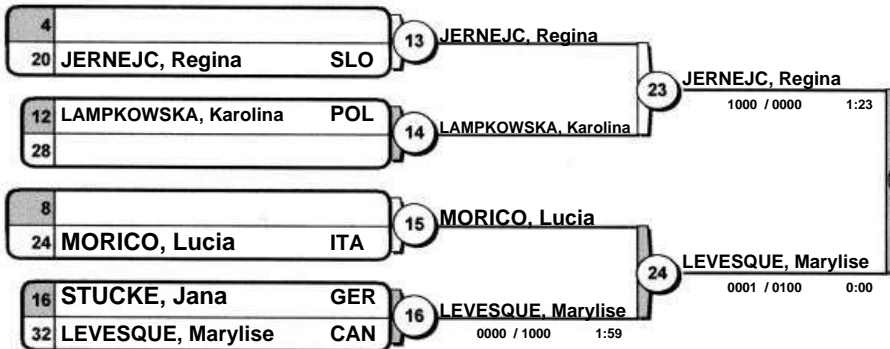 4
13 JERNEJC, Regina
20 JERNEJC, Regina SLO
23 JERNEJC, Regina
1000 / 0000 1:23
12 LAMPKOWSKA, Karolina POL
14 LAMPKOWSKA, Karolina
28
8
15 MORICO, Lucia
24 MORICO, Lucia ITA
24 LEVESQUE, Marylise
0001 / 0100 0:00
16 STUCKE, Jana GER
16 LEVESQUE, Marylise
0000 / 1000 1:59
32 LEVESQUE, Marylise CAN